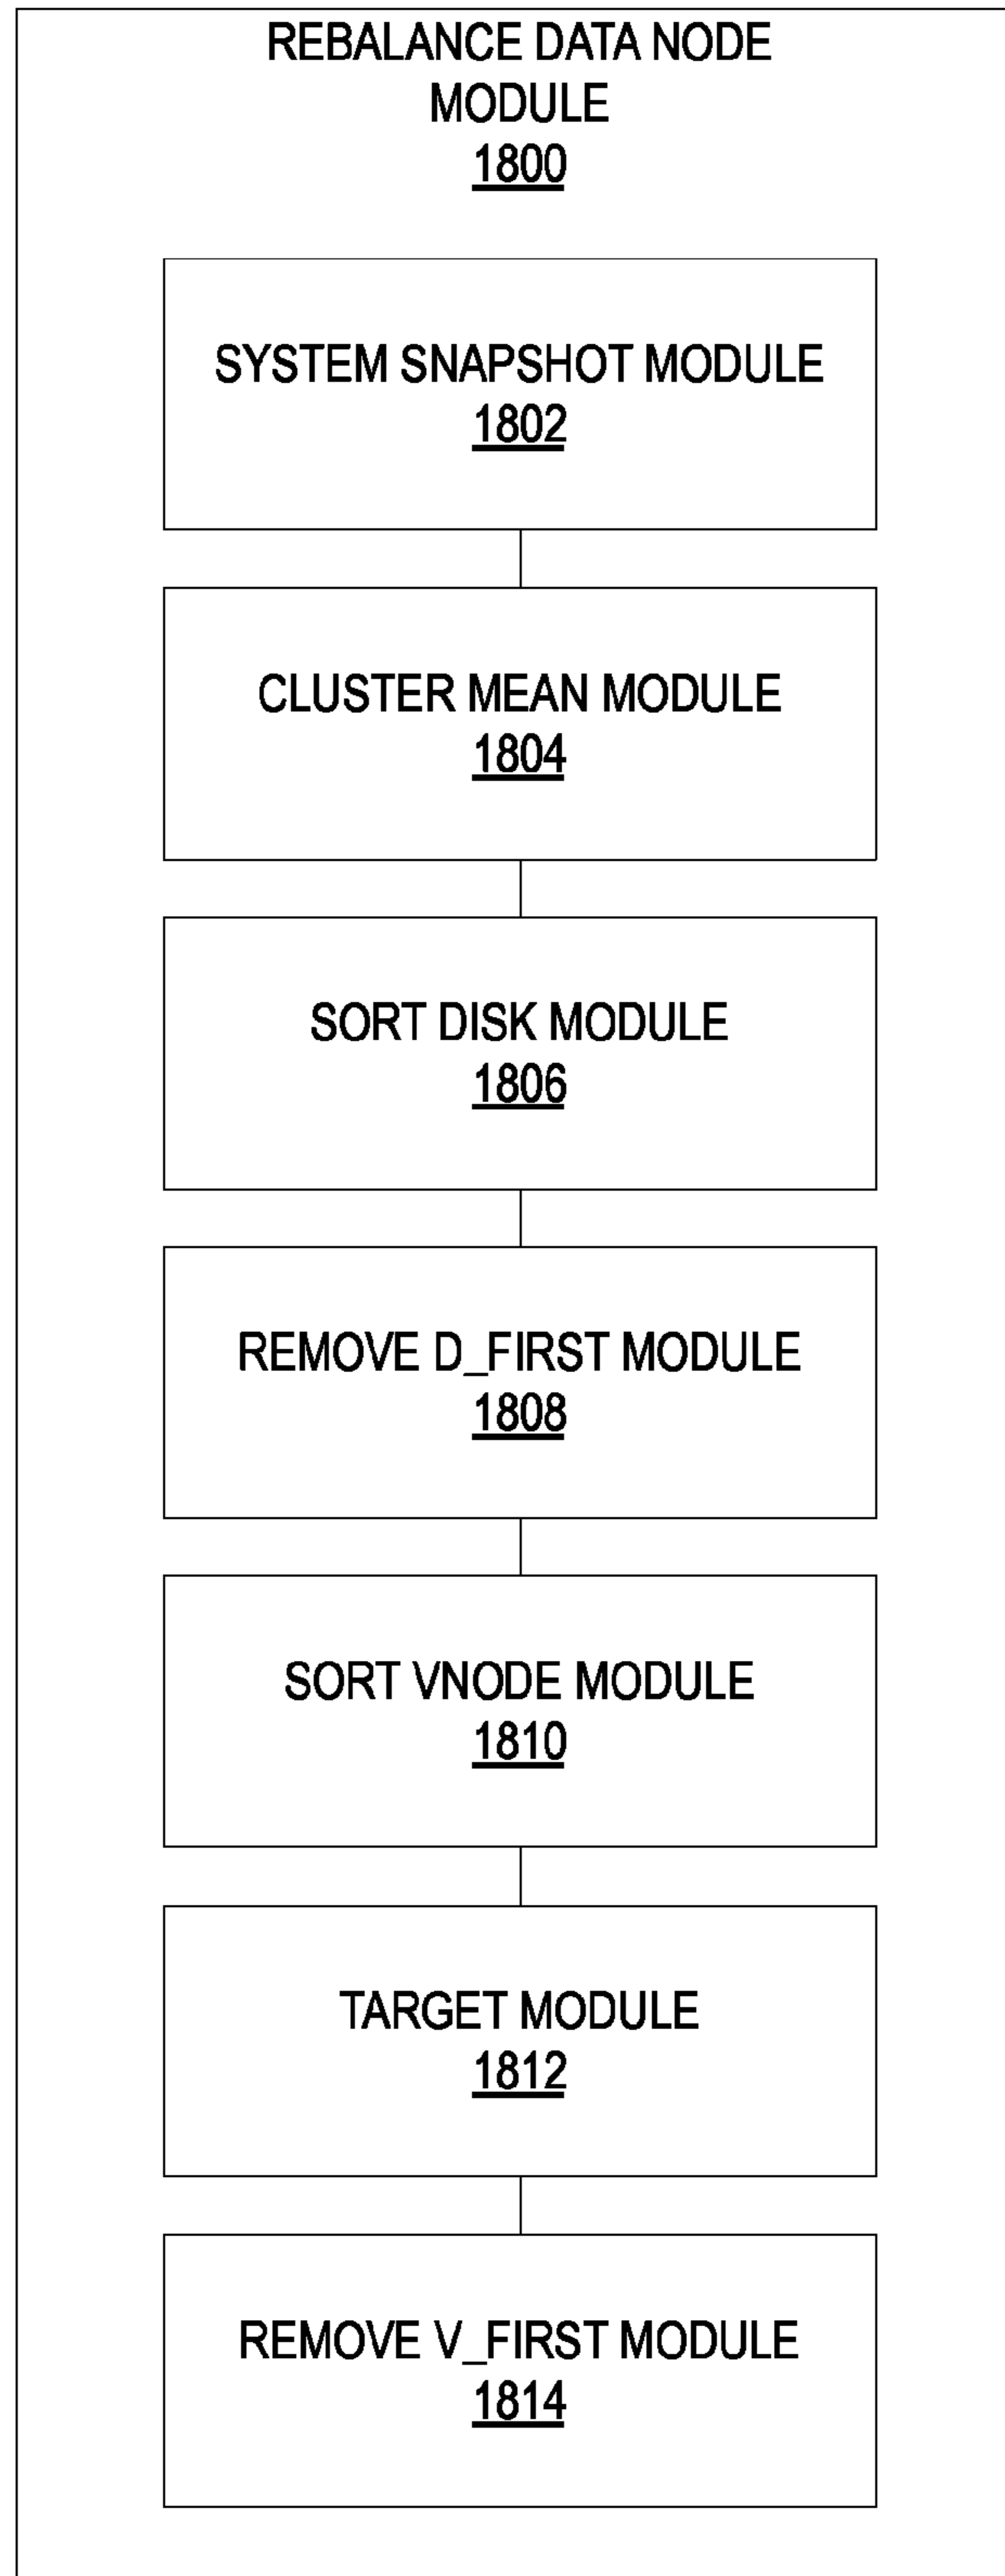 REBALANCE DATA NODE
MODULE
1800
SYSTEM SNAPSHOT MODULE
1802
CLUSTER MEAN MODULE
1804
SORT DISK MODULE
1806
REMOVE D_FIRST MODULE
1808
SORT VNODE MODULE
1810
TARGET MODULE
1812
REMOVE V_FIRST MODULE
1814